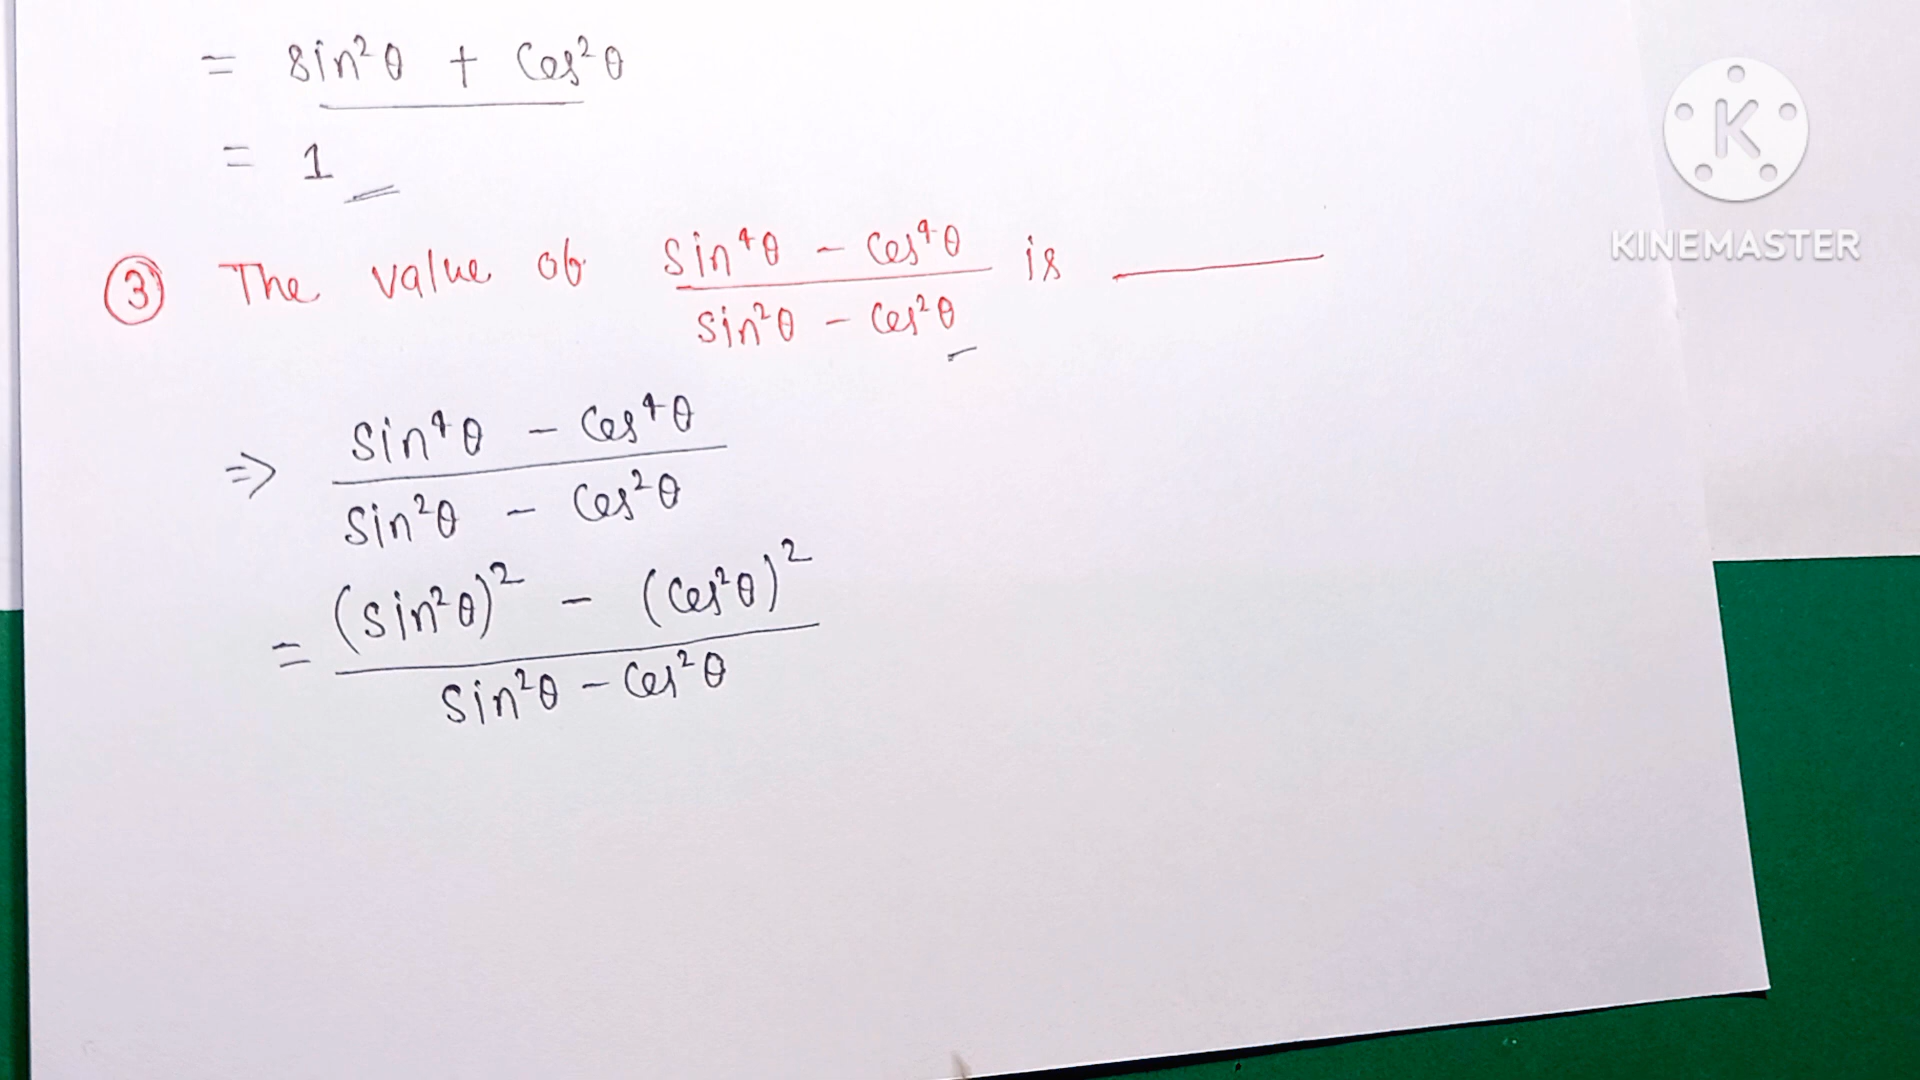 = sin²θ + cos²θ
= 1
K
KINEMASTER
③ The value of (sin⁴θ - cos⁴θ)/(sin²θ - cos²θ) is ______
⇒ (sin⁴θ - cos⁴θ)/(sin²θ - cos²θ)
= ((sin²θ)² - (cos²θ)²)/(sin²θ - cos²θ)